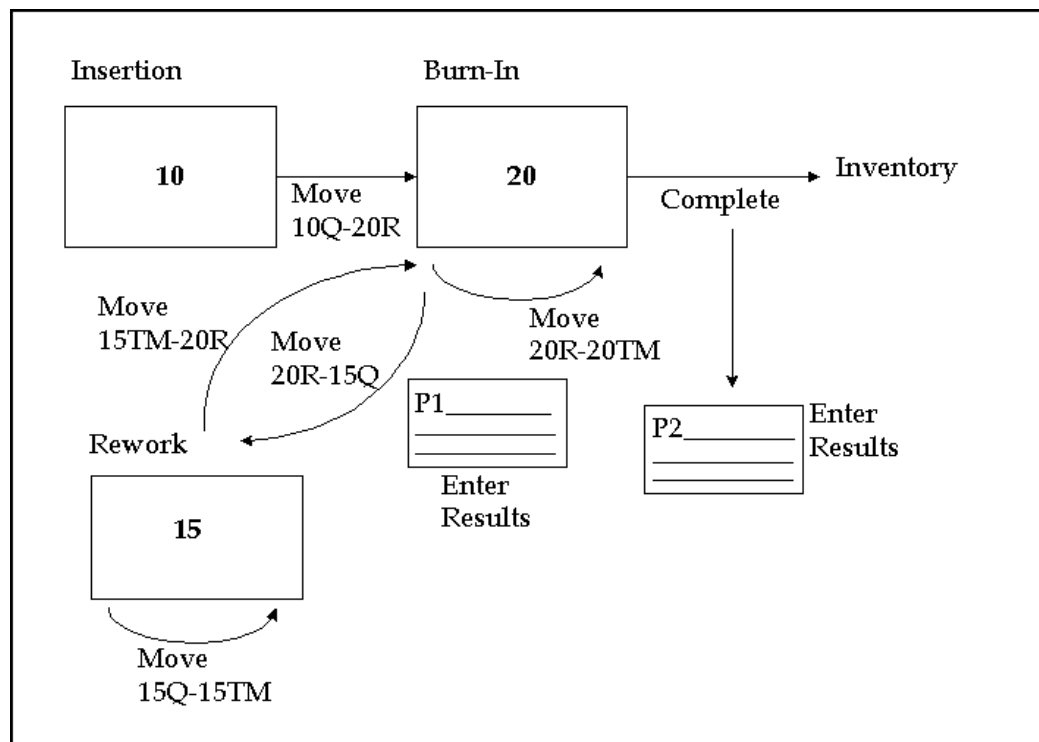 Insertion
Burn-In
10
20
Inventory
Move
10Q-20R
Complete
Move
15TM-20R
Move
20R-15Q
Move
20R-20TM
P1
Enter
Results
P2
Enter
Results
Rework
15
Move
15Q-15TM